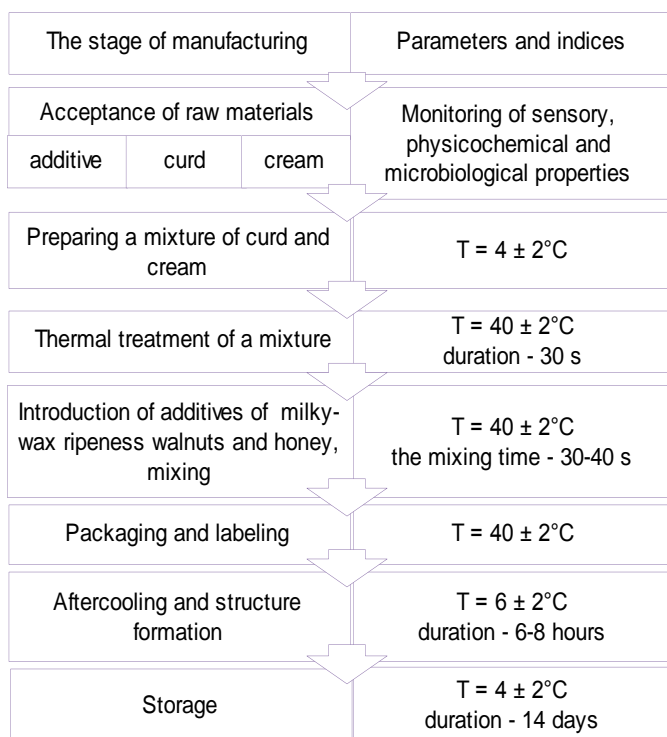 The stage of manufacturing
Parameters and indices
Acceptance of raw materials
additive
curd
cream
Monitoring of sensory,
physicochemical and
microbiological properties
Preparing a mixture of curd and
cream
T = 4 ± 2°C
Thermal treatment of a mixture
T = 40 ± 2°C
duration - 30 s
Introduction of additives of milky-
wax ripeness walnuts and honey,
mixing
T = 40 ± 2°C
the mixing time - 30-40 s
Packaging and labeling
T = 40 ± 2°C
Aftercooling and structure
formation
T = 6 ± 2°C
duration - 6-8 hours
Storage
T = 4 ± 2°C
duration - 14 days